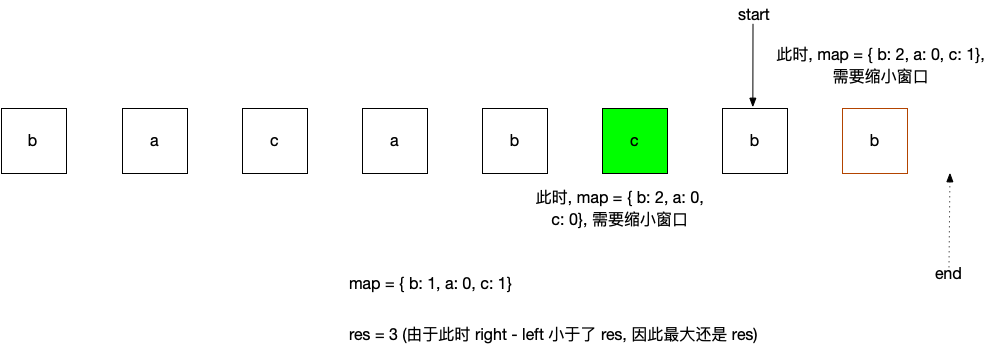 start
此时, map = { b: 2, a: 0, c: 1},
需要缩小窗口
b a c a b c b b
此时, map = { b: 2, a: 0,
c: 0}, 需要缩小窗口
end
map = { b: 1, a: 0, c: 1}
res = 3 (由于此时 right - left 小于了 res, 因此最大还是 res)